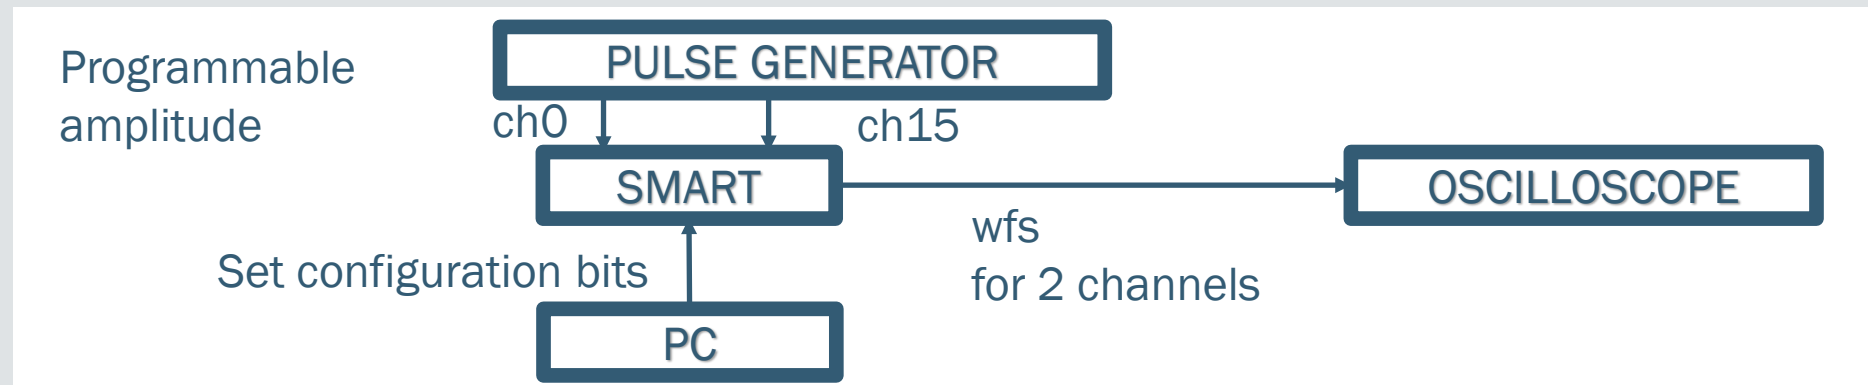 Programmable
amplitude
PULSE GENERATOR
ch0
ch15
SMART
OSCILLOSCOPE
wfs
for 2 channels
Set configuration bits
PC